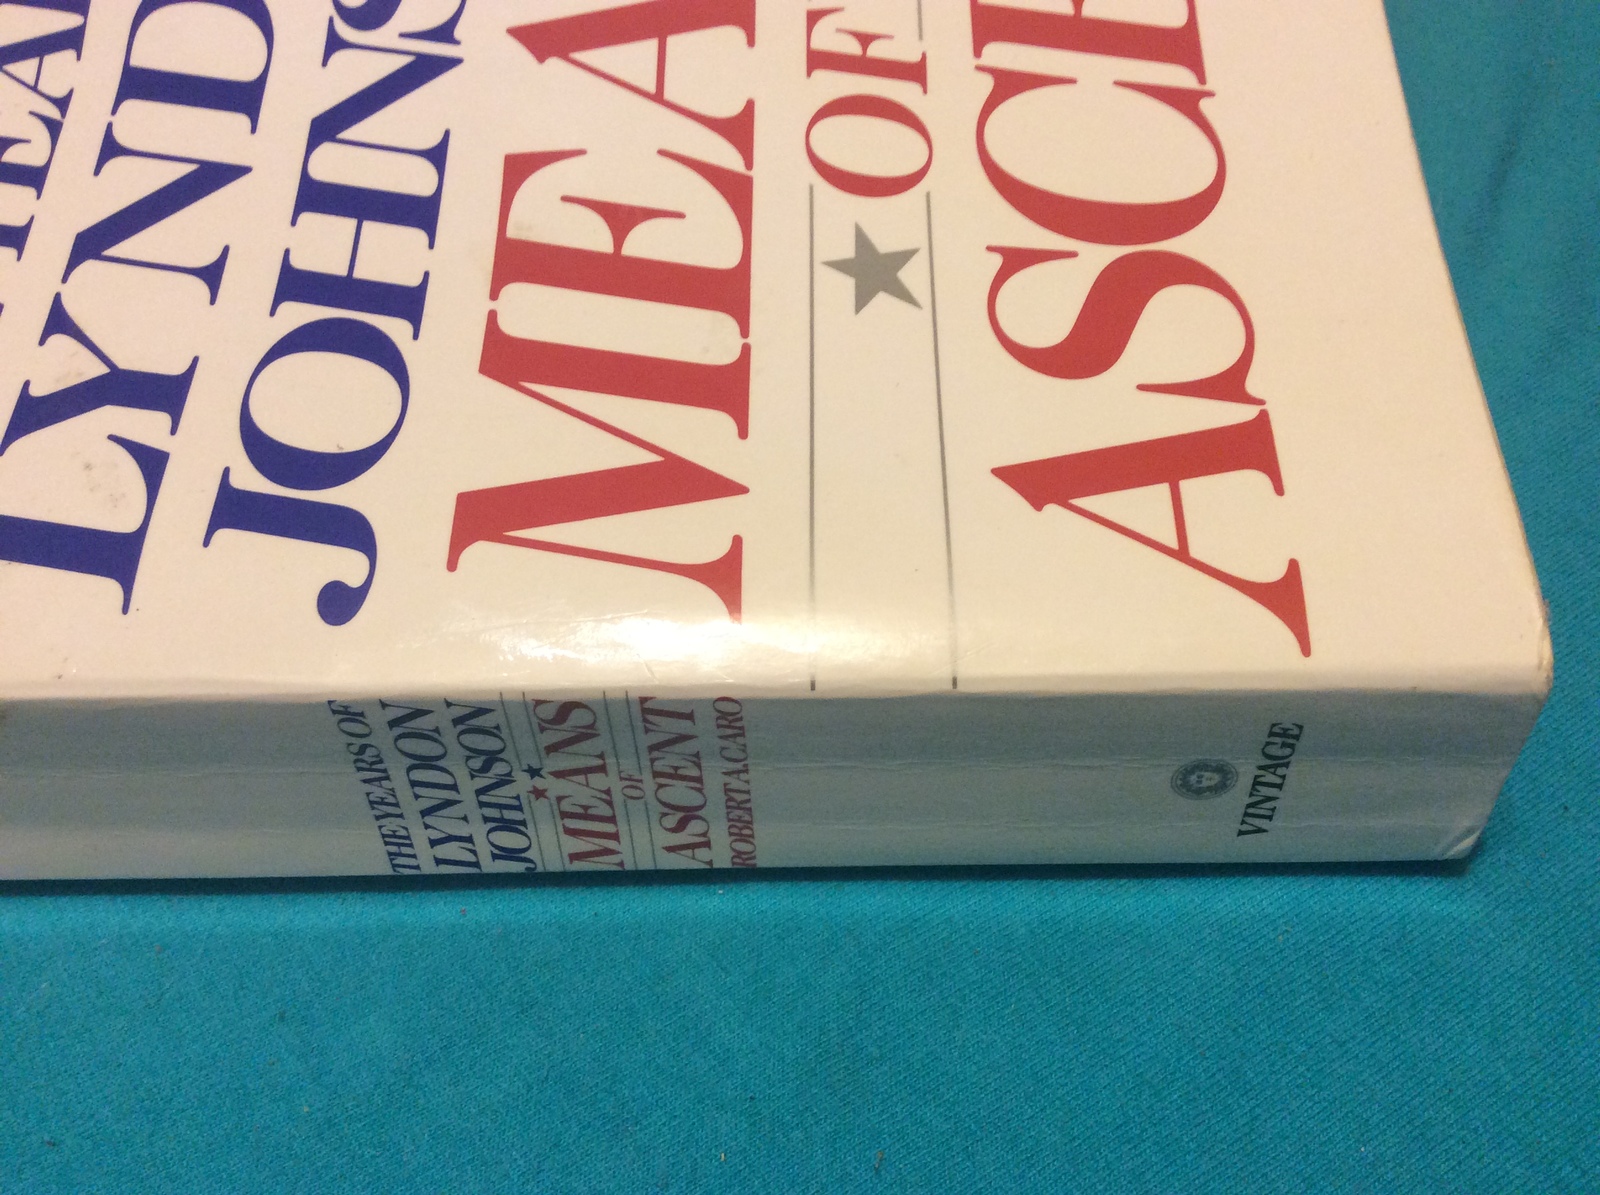 LYND
JOHNS
MEA
OF
ASCE
THE YEARS OF
LYNDON
JOHNSON
MEANS
OF
ASCENT
ROBERT A. CARO
VINTAGE